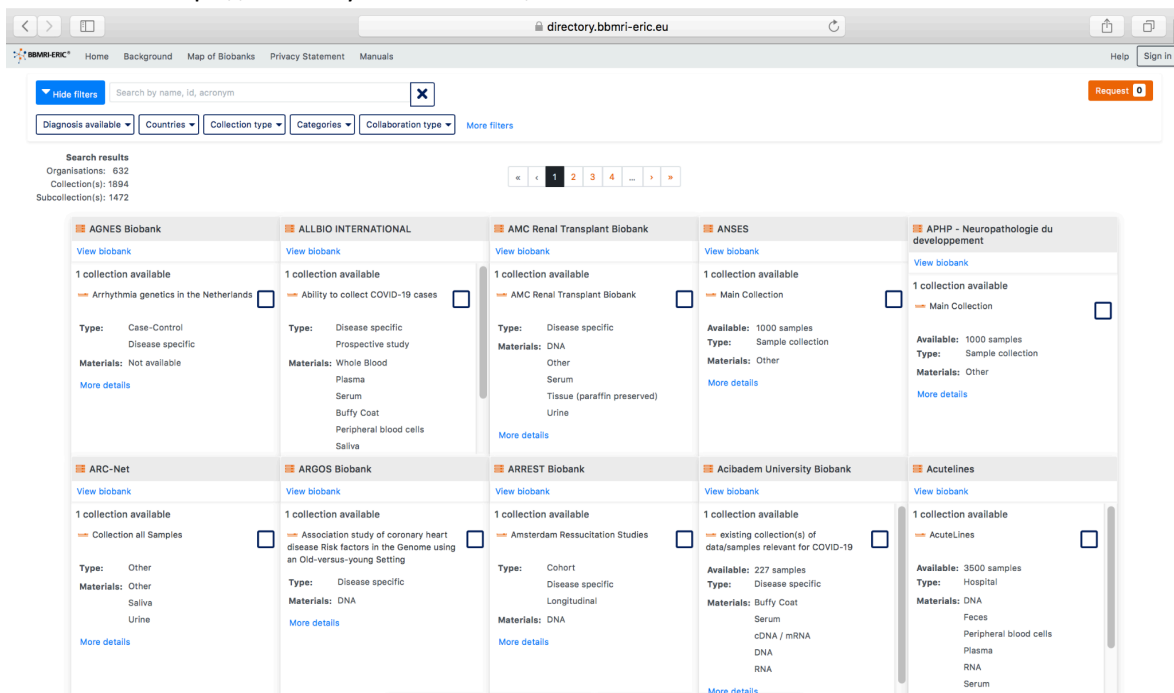 directory.bbmri-eric.eu
BBMRI-ERIC® Home Background Map of Biobanks Privacy Statement Manuals Help Sign in
Hide filters Search by name, id, acronym Request 0
Diagnosis available Countries Collection type Categories Collaboration type More filters
Search results
Organisations: 632
Collection(s): 1894
Subcollection(s): 1472
« ‹ 1 2 3 4 ... › »
AGNES Biobank
View biobank
1 collection available
Arrhythmia genetics in the Netherlands
Type: Case-Control
Disease specific
Materials: Not available
More details
ALLBIO INTERNATIONAL
View biobank
1 collection available
Ability to collect COVID-19 cases
Type: Disease specific
Prospective study
Materials: Whole Blood
Plasma
Serum
Buffy Coat
Peripheral blood cells
Saliva
AMC Renal Transplant Biobank
View biobank
1 collection available
AMC Renal Transplant Biobank
Type: Disease specific
Materials: DNA
Other
Serum
Tissue (paraffin preserved)
Urine
More details
ANSES
View biobank
1 collection available
Main Collection
Available: 1000 samples
Type: Sample collection
Materials: Other
More details
APHP - Neuropathologie du
developpement
View biobank
1 collection available
Main Collection
Available: 1000 samples
Type: Sample collection
Materials: Other
More details
ARC-Net
View biobank
1 collection available
Collection all Samples
Type: Other
Materials: Other
Saliva
Urine
More details
ARGOS Biobank
View biobank
1 collection available
Association study of coronary heart
disease Risk factors in the Genome using
an Old-versus-young Setting
Type: Disease specific
Materials: DNA
More details
ARREST Biobank
View biobank
1 collection available
Amsterdam Ressucitation Studies
Type: Cohort
Disease specific
Longitudinal
Materials: DNA
More details
Acibadem University Biobank
View biobank
1 collection available
existing collection(s) of
data/samples relevant for COVID-19
Available: 227 samples
Type: Disease specific
Materials: Buffy Coat
Serum
cDNA / mRNA
DNA
RNA
More details
Acutelines
View biobank
1 collection available
AcuteLines
Available: 3500 samples
Type: Hospital
Materials: DNA
Feces
Peripheral blood cells
Plasma
RNA
Serum